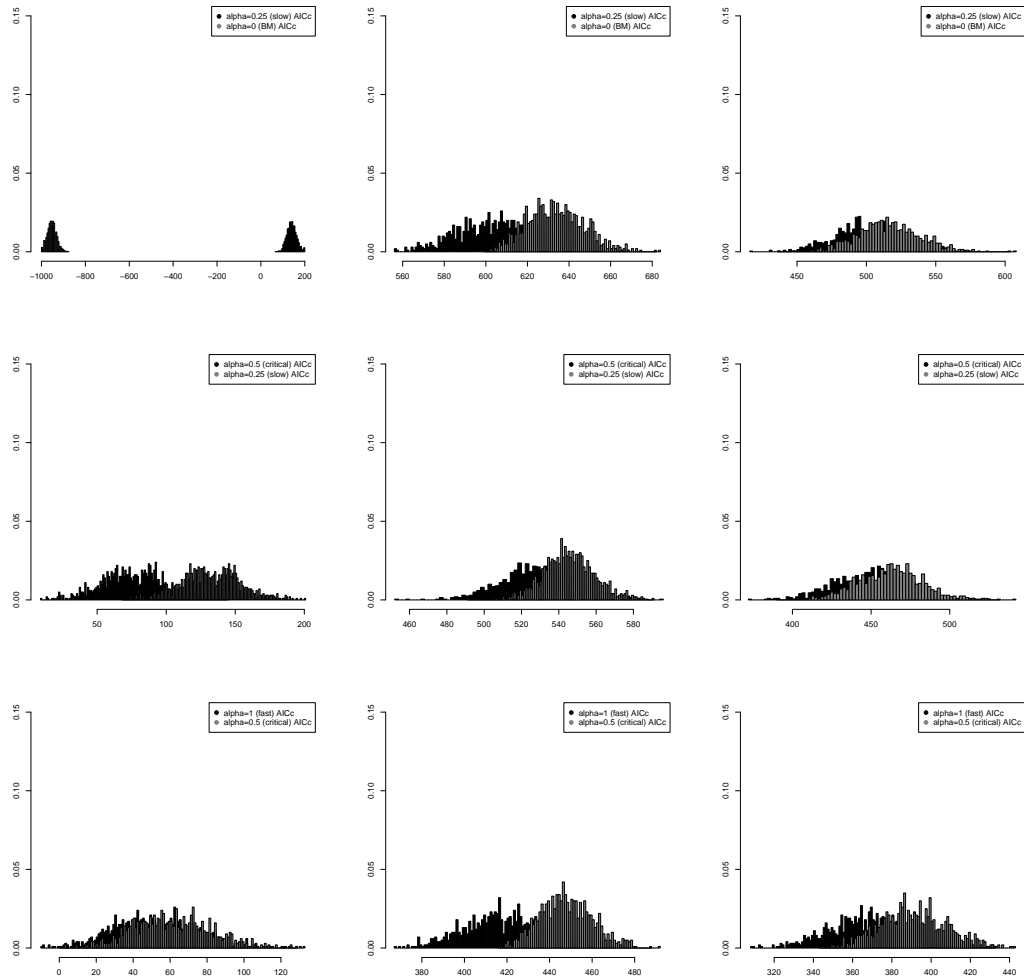 alpha=0.25 (slow) AICc
alpha=0 (BM) AICc
0.15
0.10
0.05
0.00
−1000 −800 −600 −400 −200 0 200
alpha=0.25 (slow) AICc
alpha=0 (BM) AICc
0.15
0.10
0.05
0.00
560 580 600 620 640 660 680
alpha=0.25 (slow) AICc
alpha=0 (BM) AICc
0.15
0.10
0.05
0.00
450 500 550 600
alpha=0.5 (critical) AICc
alpha=0.25 (slow) AICc
0.15
0.10
0.05
0.00
50 100 150 200
alpha=0.5 (critical) AICc
alpha=0.25 (slow) AICc
0.15
0.10
0.05
0.00
460 480 500 520 540 560 580
alpha=0.5 (critical) AICc
alpha=0.25 (slow) AICc
0.15
0.10
0.05
0.00
400 450 500
alpha=1 (fast) AICc
alpha=0.5 (critical) AICc
0.15
0.10
0.05
0.00
0 20 40 60 80 100 120
alpha=1 (fast) AICc
alpha=0.5 (critical) AICc
0.15
0.10
0.05
0.00
380 400 420 440 460 480
alpha=1 (fast) AICc
alpha=0.5 (critical) AICc
0.15
0.10
0.05
0.00
320 340 360 380 400 420 440